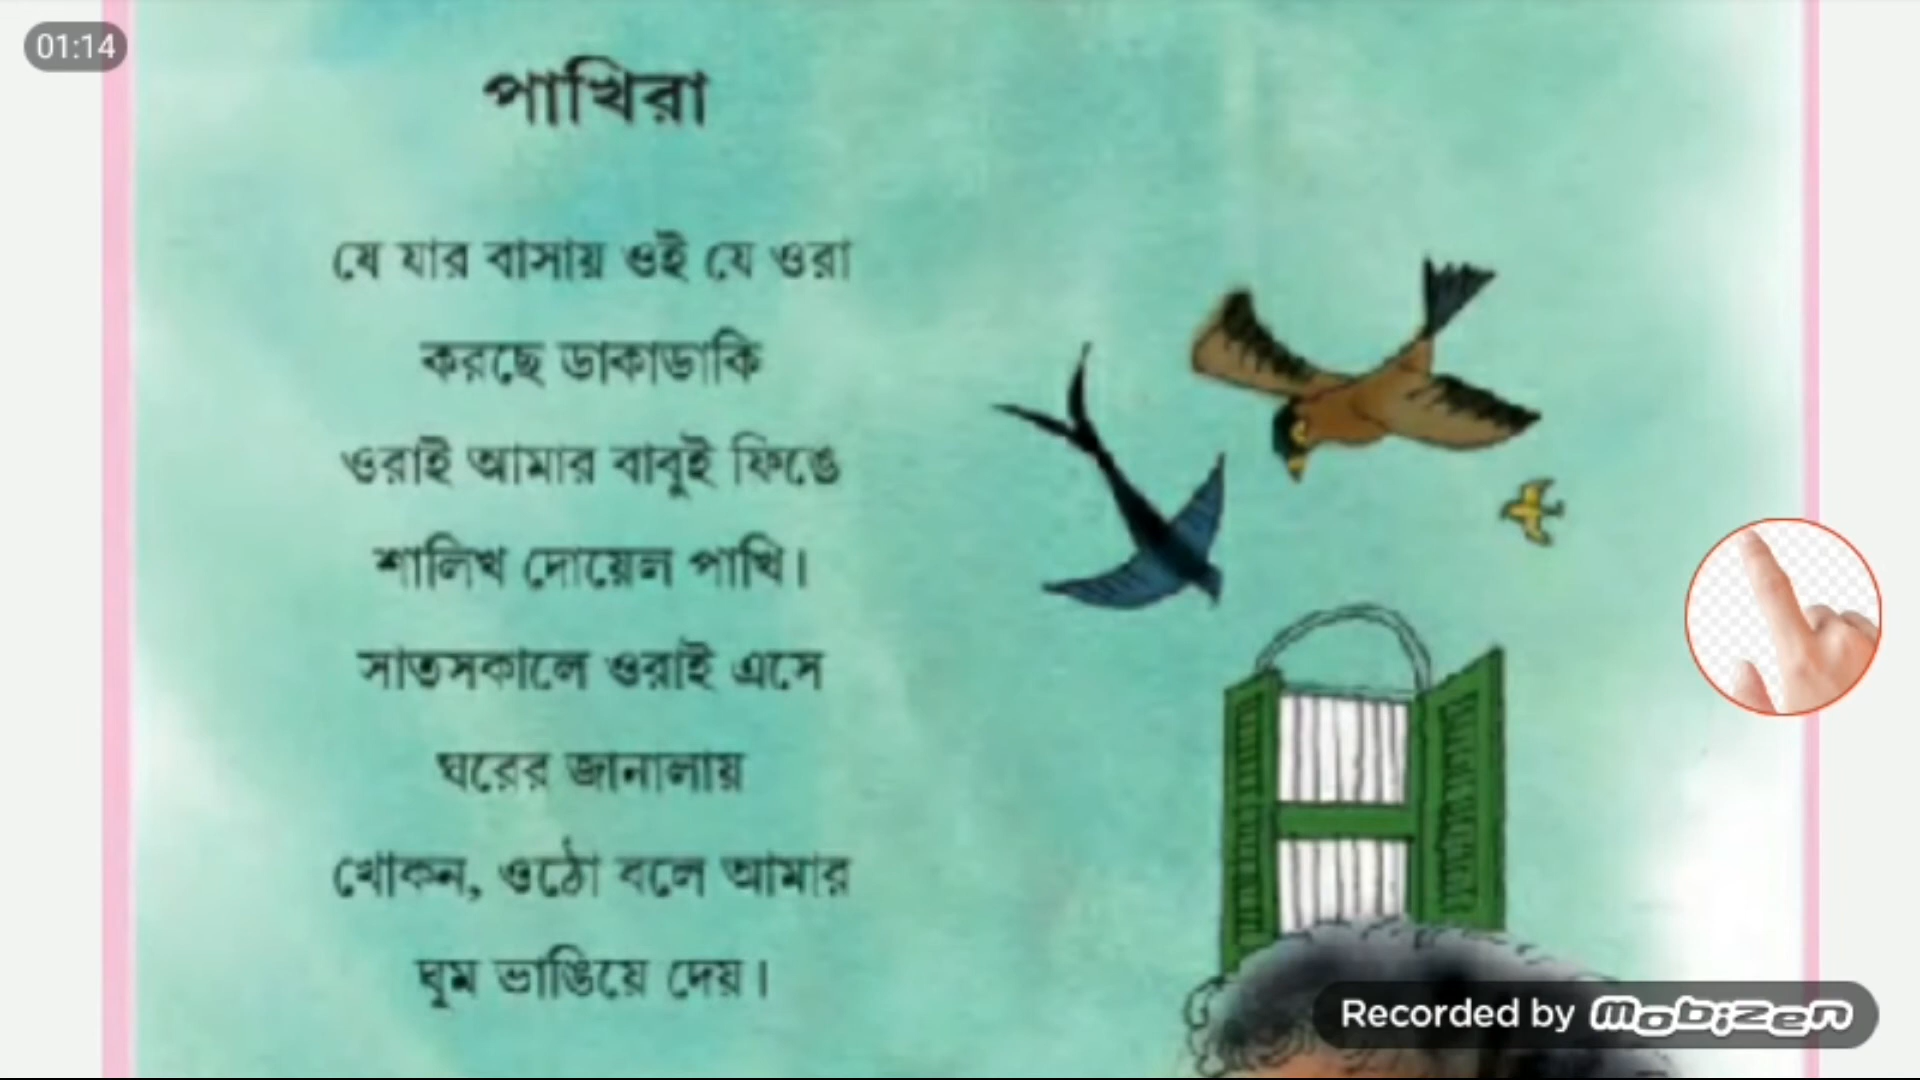 01:14
পাখিরা
যে যার বাসায় ওই যে ওরা
করছে ডাকাডাকি
ওরাই আমার বাবুই ফিঙে
শালিখ দোয়েল পাখি।
সাতসকালে ওরাই এসে
ঘরের জানালায়
খোকন, ওঠো বলে আমার
ঘুম ভাঙিয়ে দেয়।
Recorded by mobizen